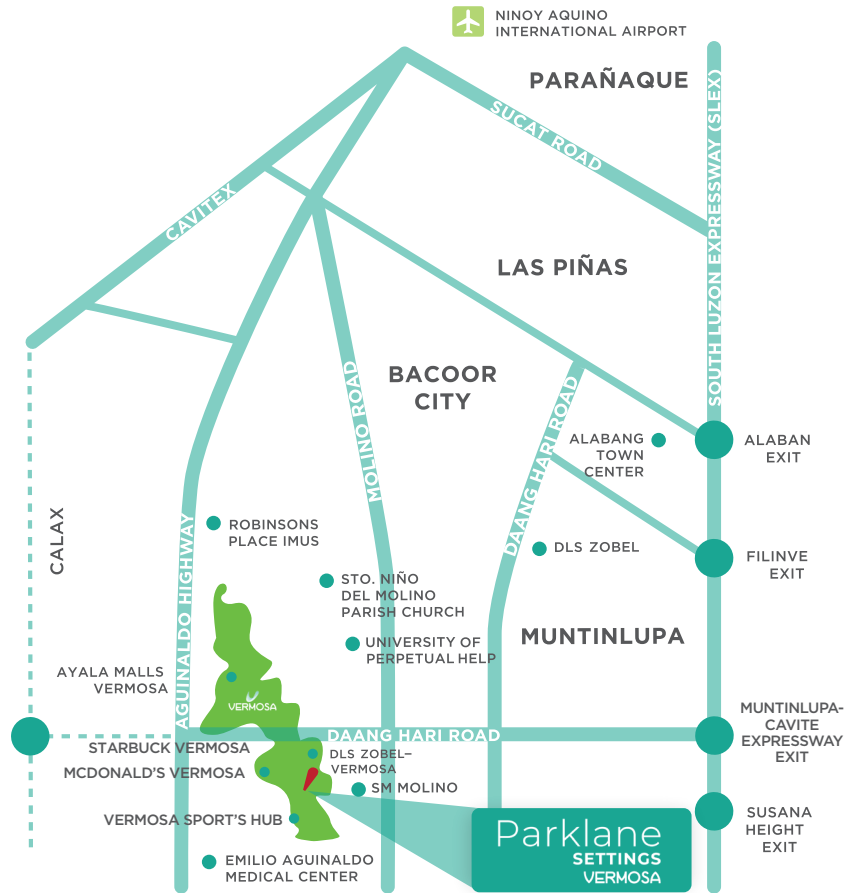 NINOY AQUINO
INTERNATIONAL AIRPORT
PARAÑAQUE
SUCAT ROAD
SOUTH LUZON EXPRESSWAY (SLEX)
CAVITEX
LAS PIÑAS
BACOOR
CITY
MOLINO ROAD
DAANG HARI ROAD
ALABANG
TOWN
CENTER
ALABAN
EXIT
CALAX
AGUINALDO HIGHWAY
ROBINSONS
PLACE IMUS
DLS ZOBEL
FILINVE
EXIT
STO. NIÑO
DEL MOLINO
PARISH CHURCH
UNIVERSITY OF
PERPETUAL HELP
MUNTINLUPA
AYALA MALLS
VERMOSA
VERMOSA
DAANG HARI ROAD
MUNTINLUPA-
CAVITE
EXPRESSWAY
EXIT
STARBUCK VERMOSA
DLS ZOBEL–
VERMOSA
MCDONALD'S VERMOSA
SM MOLINO
VERMOSA SPORT'S HUB
Parklane
SETTINGS
VERMOSA
SUSANA
HEIGHT
EXIT
EMILIO AGUINALDO
MEDICAL CENTER